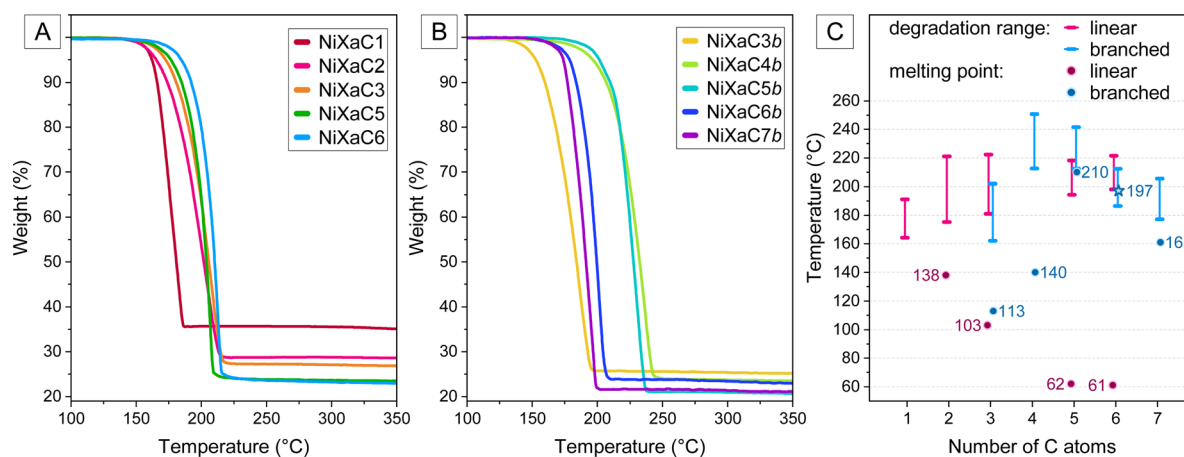 A
NiXaC1
NiXaC2
NiXaC3
NiXaC5
NiXaC6
Weight (%)
90
80
70
60
50
40
30
20
100
150
200
250
300
350
Temperature (°C)
B
NiXaC3b
NiXaC4b
NiXaC5b
NiXaC6b
NiXaC7b
Weight (%)
90
80
70
60
50
40
30
20
100
150
200
250
300
350
Temperature (°C)
C
degradation range:
linear
branched
melting point:
linear
branched
Temperature (°C)
260
240
220
200
180
160
140
120
100
80
60
138
103
113
140
62
61
210
197
16
1
2
3
4
5
6
7
Number of C atoms